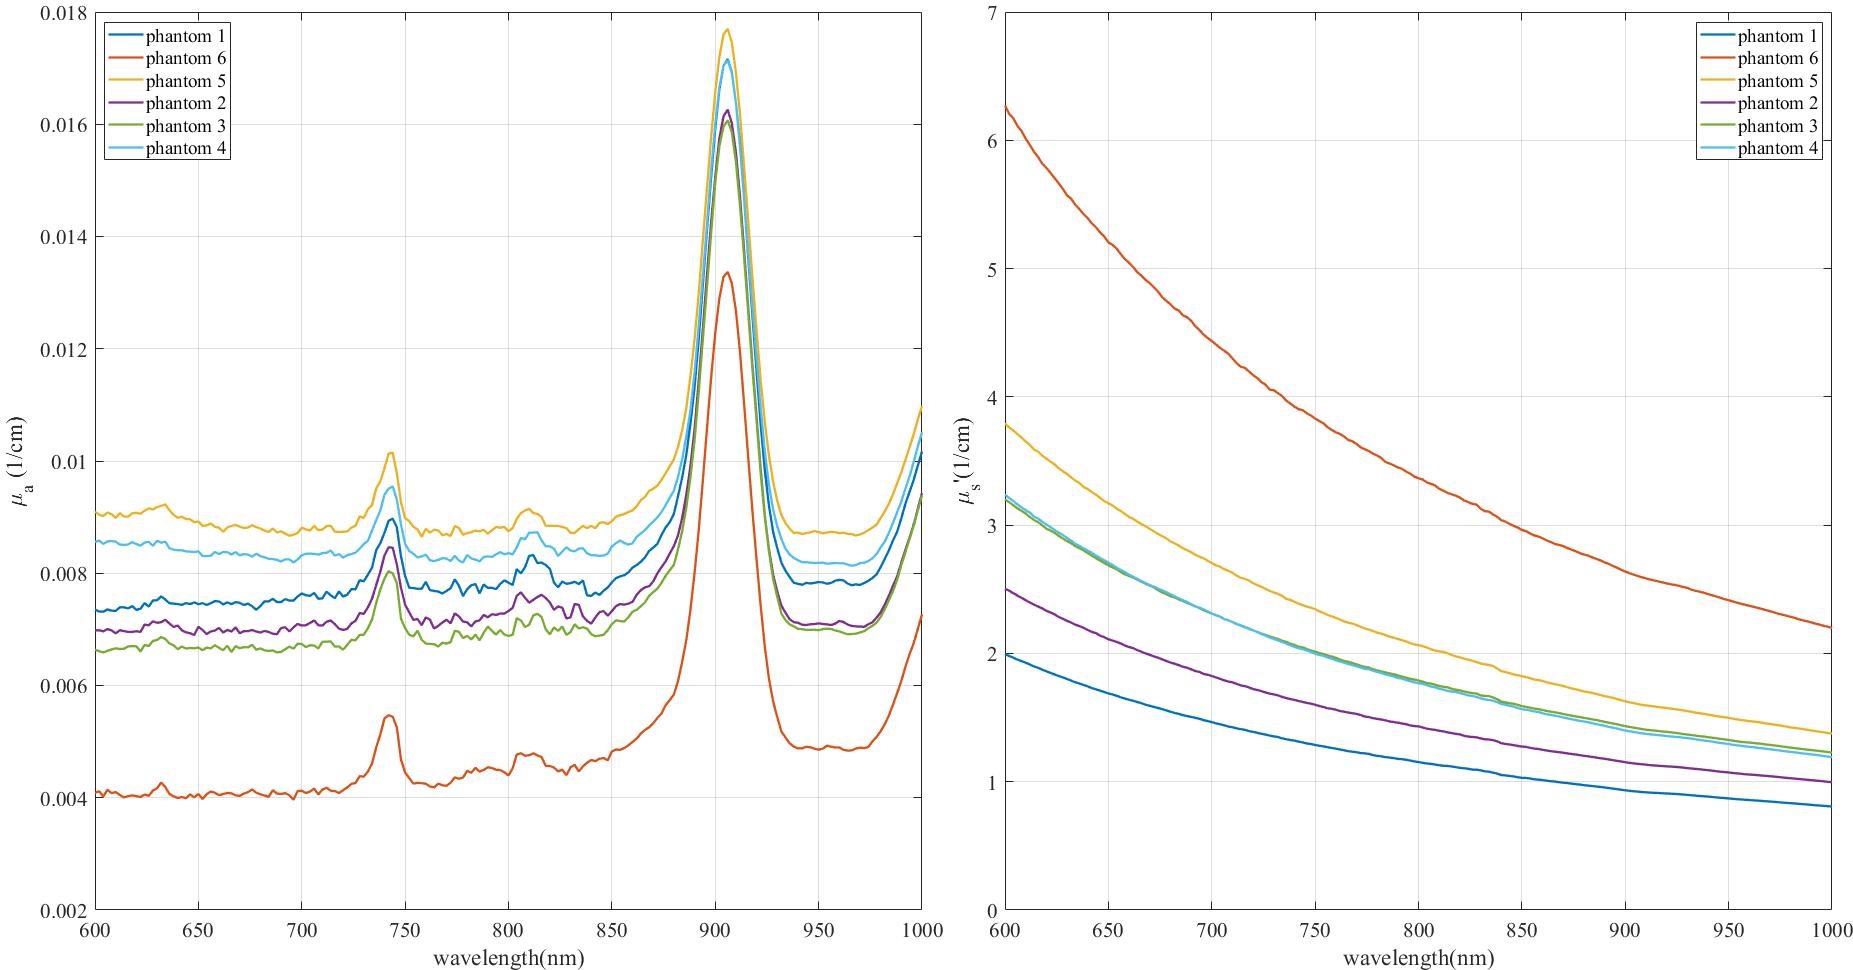 0.018
0.016
0.014
0.012
0.01
0.008
0.006
0.004
0.002
μa (1/cm)
phantom 1
phantom 6
phantom 5
phantom 2
phantom 3
phantom 4
600 650 700 750 800 850 900 950 1000
wavelength(nm)
7
6
5
4
3
2
1
0
μs'(1/cm)
phantom 1
phantom 6
phantom 5
phantom 2
phantom 3
phantom 4
600 650 700 750 800 850 900 950 1000
wavelength(nm)